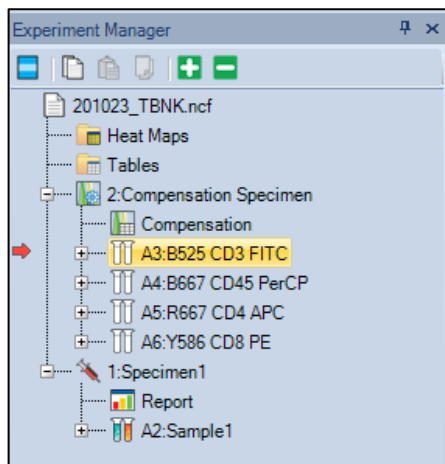 Experiment Manager
201023_TBNK.ncf
Heat Maps
Tables
2:Compensation Specimen
Compensation
A3:B525 CD3 FITC
A4:B667 CD45 PerCP
A5:R667 CD4 APC
A6:Y586 CD8 PE
1:Specimen1
Report
A2:Sample1